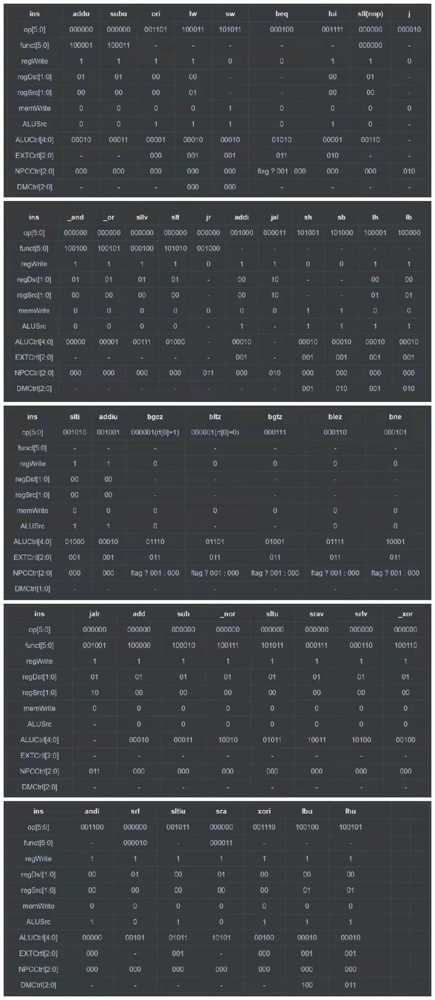 ins addu subu ori lw sw beq lui sll(nop) j
op[5:0] 000000 000000 001101 100011 101011 000100 001111 000000 000010
funct[5:0] 100001 100011 - - - - - 000000 -
regWrite 1 1 1 1 0 0 1 1 0
regDst[1:0] 01 01 00 00 - - 00 01 -
regSrc[1:0] 00 00 00 01 - - 00 00 -
memWrite 0 0 0 0 1 0 0 0 0
ALUSrc 0 0 1 1 1 0 1 0 -
ALUCtrl[4:0] 00010 00011 00001 00010 00010 01010 00001 00110 -
EXTCrtl[2:0] - - 000 001 001 011 010 - -
NPCCtrl[2:0] 000 000 000 000 000 flag ? 001 : 000 000 000 010
DMCtrl[2:0] - - - 000 000 - - - -
ins _and _or sllv slt jr addi jal sh sb lh lb
op[5:0] 000000 000000 000000 000000 000000 001000 000011 101001 101000 100001 100000
funct[5:0] 100100 100101 000100 101010 001000 - - - - - -
regWrite 1 1 1 1 0 1 1 0 0 1 1
regDst[1:0] 01 01 01 01 - 00 10 - - 00 00
regSrc[1:0] 00 00 00 00 - 00 10 - - 01 01
memWrite 0 0 0 0 0 0 0 1 1 0 0
ALUSrc 0 0 0 0 - 1 - 1 1 1 1
ALUCtrl[4:0] 00000 00001 00111 01000 - 00010 - 00010 00010 00010 00010
EXTCrtl[2:0] - - - - - 001 - 001 001 001 001
NPCCtrl[2:0] 000 000 000 000 011 000 010 000 000 000 000
DMCtrl[2:0] - - - - - - - 001 010 001 010
ins slti addiu bgez bltz bgtz blez bne
op[5:0] 001010 001001 000001(rt[0]=1) 000001(rt[0]=0) 000111 000110 000101
funct[5:0] - - - - - - -
regWrite 1 1 0 0 0 0 0
regDst[1:0] 00 00 - - - - -
regSrc[1:0] 00 00 - - - - -
memWrite 0 0 0 0 0 0 0
ALUSrc 1 1 0 - - 0 0
ALUCtrl[4:0] 01000 00010 01110 01101 01001 01111 10001
EXTCrtl[2:0] 001 001 011 011 011 011 011
NPCCtrl[2:0] 000 000 flag ? 001 : 000 flag ? 001 : 000 flag ? 001 : 000 flag ? 001 : 000 flag ? 001 : 000
DMCtrl[1:0] - - - - - - -
ins jalr add sub _nor sltu srav srlv _xor
op[5:0] 000000 000000 000000 000000 000000 000000 000000 000000
funct[5:0] 001001 100000 100010 100111 101011 000111 000110 100110
regWrite 1 1 1 1 1 1 1 1
regDst[1:0] 01 01 01 01 01 01 01 01
regSrc[1:0] 10 00 00 00 00 00 00 00
memWrite 0 0 0 0 0 0 0 0
ALUSrc - 0 0 0 0 0 0 0
ALUCtrl[4:0] - 00010 00011 10010 01011 10011 10100 00100
EXTCrtl[2:0] - - - - - - - -
NPCCtrl[2:0] 011 000 000 000 000 000 000 000
DMCtrl[2:0] - - - - - - - -
ins andi srl sltiu sra xori lbu lhu
op[5:0] 001100 000000 001011 000000 001110 100100 100101
funct[5:0] - 000010 - 000011 - - -
regWrite 1 1 1 1 1 1 1
regDst[1:0] 00 01 00 01 00 00 00
regSrc[1:0] 00 00 00 00 00 01 01
memWrite 0 0 0 0 0 0 0
ALUSrc 1 0 1 0 1 1 1
ALUCtrl[4:0] 00000 00101 01011 10101 00100 00010 00010
EXTCrtl[2:0] 000 - 001 - 000 001 001
NPCCtrl[2:0] 000 000 000 000 000 000 000
DMCtrl[2:0] - - - - - 100 011